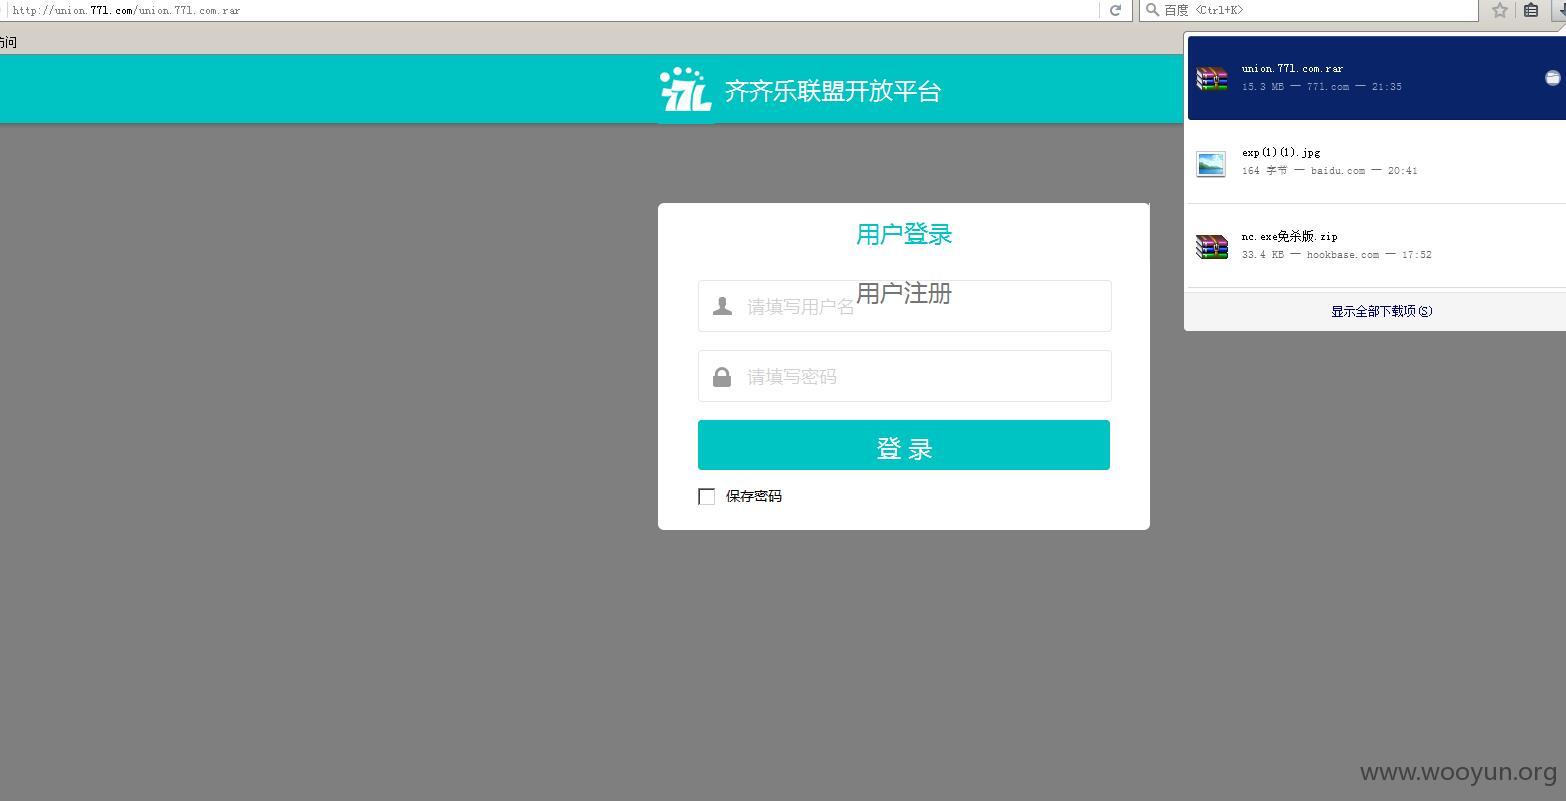 http://union.77l.com/union.77l.com.rar
百度 <Ctrl+K>
访问
77L
齐齐乐联盟开放平台
union.77l.com.rar
15.3 MB — 77l.com — 21:35
exp(1)(1).jpg
164 字节 — baidu.com — 20:41
nc.exe免杀版.zip
33.4 KB — hookbase.com — 17:52
显示全部下载项(S)
用户登录
用户注册
请填写用户名
请填写密码
登 录
保存密码
www.wooyun.org